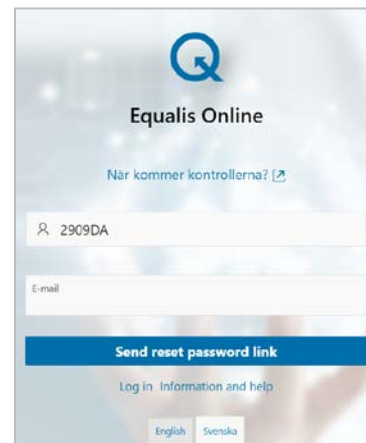 Equalis Online
När kommer kontrollerna?
2909DA
E-mail
Send reset password link
Log in Information and help
English Svenska